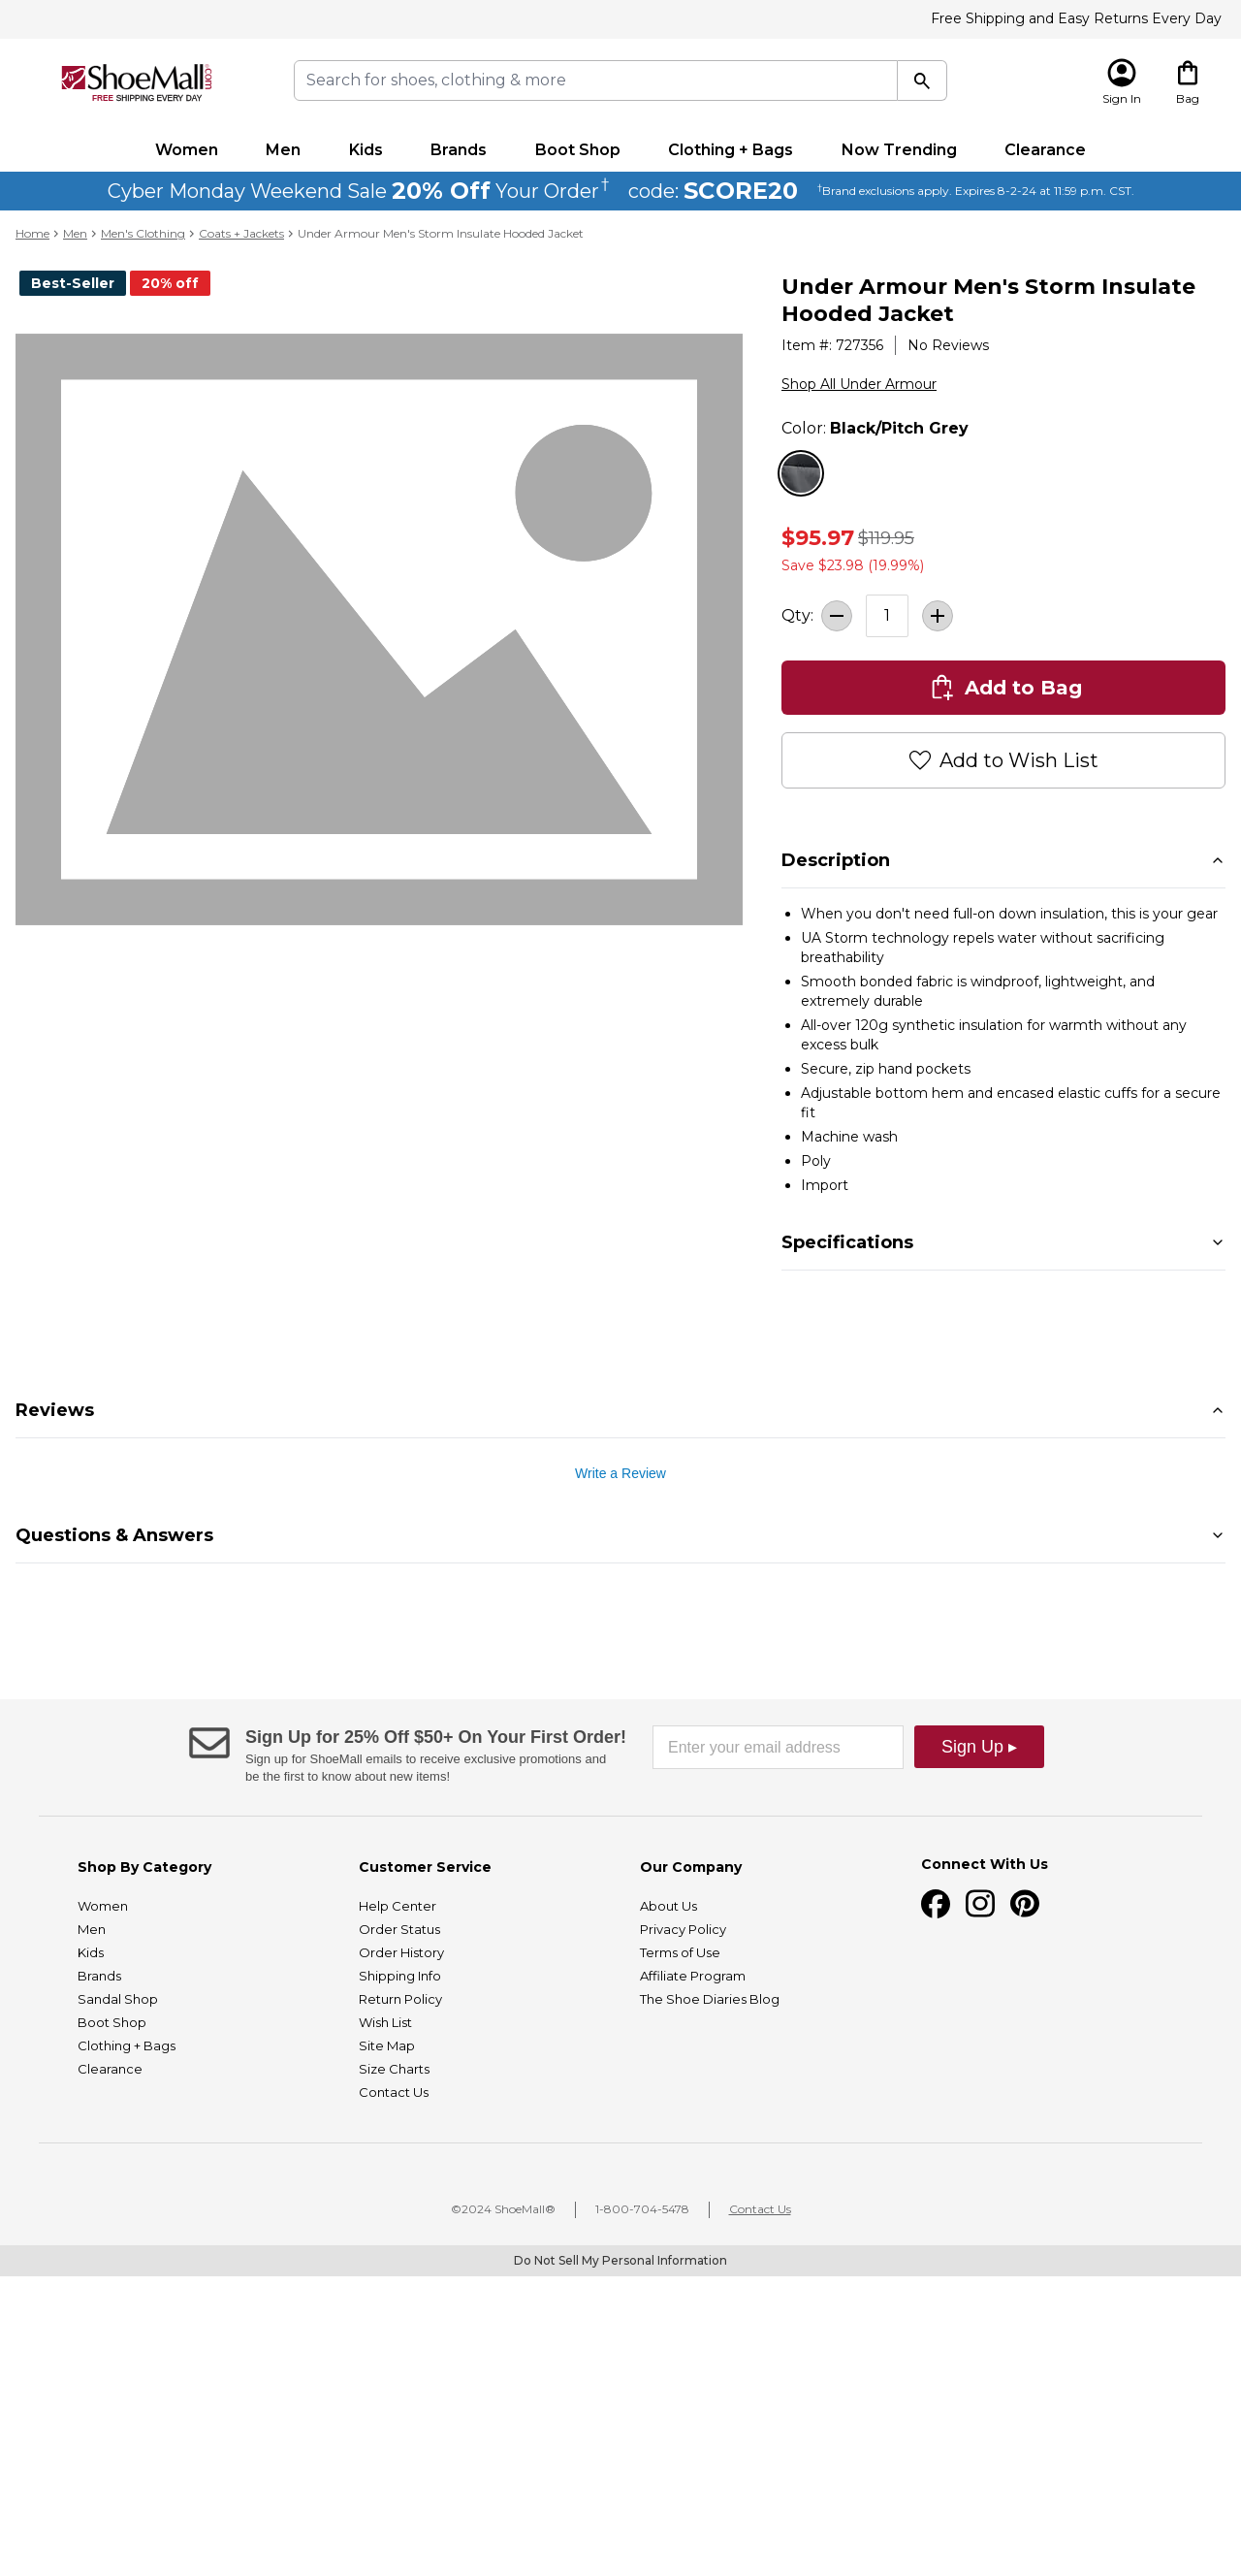 Free Shipping and Easy Returns Every Day
ShoeMall.com
FREE SHIPPING EVERY DAY
Search for shoes, clothing & more
Sign In
Bag
Women Men Kids Brands Boot Shop Clothing + Bags Now Trending Clearance
Cyber Monday Weekend Sale 20% Off Your Order† code: SCORE20 †Brand exclusions apply. Expires 8-2-24 at 11:59 p.m. CST.
Home > Men > Men's Clothing > Coats + Jackets > Under Armour Men's Storm Insulate Hooded Jacket
Best-Seller 20% off
Under Armour Men's Storm Insulate
Hooded Jacket
Item #: 727356 No Reviews
Shop All Under Armour
Color: Black/Pitch Grey
$95.97 $119.95
Save $23.98 (19.99%)
Qty: 1
Add to Bag
Add to Wish List
Description
• When you don't need full-on down insulation, this is your gear
• UA Storm technology repels water without sacrificing
breathability
• Smooth bonded fabric is windproof, lightweight, and
extremely durable
• All-over 120g synthetic insulation for warmth without any
excess bulk
• Secure, zip hand pockets
• Adjustable bottom hem and encased elastic cuffs for a secure
fit
• Machine wash
• Poly
• Import
Specifications
Reviews
Write a Review
Questions & Answers
Sign Up for 25% Off $50+ On Your First Order!
Sign up for ShoeMall emails to receive exclusive promotions and
be the first to know about new items!
Enter your email address
Sign Up ▸
Shop By Category
Women
Men
Kids
Brands
Sandal Shop
Boot Shop
Clothing + Bags
Clearance
Customer Service
Help Center
Order Status
Order History
Shipping Info
Return Policy
Wish List
Site Map
Size Charts
Contact Us
Our Company
About Us
Privacy Policy
Terms of Use
Affiliate Program
The Shoe Diaries Blog
Connect With Us
©2024 ShoeMall® 1-800-704-5478 Contact Us
Do Not Sell My Personal Information